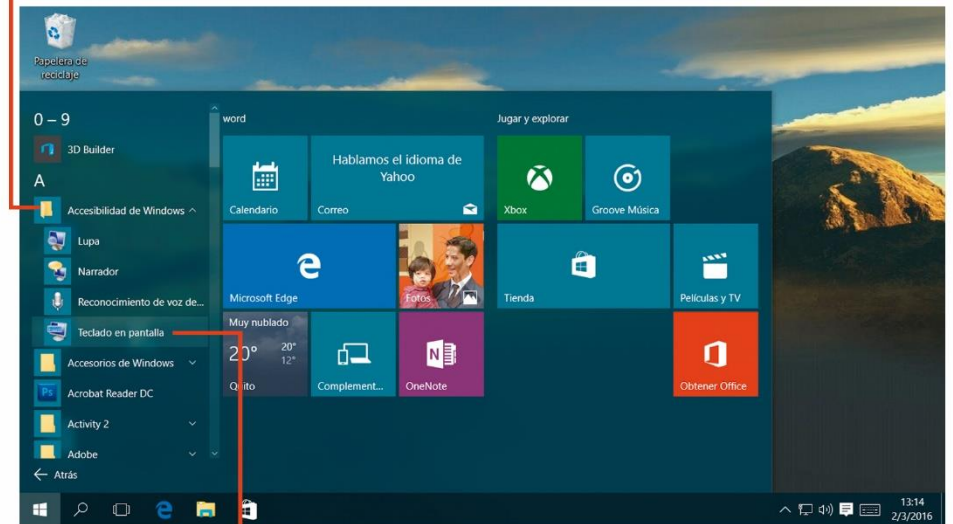 Papelera de
reciclaje
0 – 9
3D Builder
A
Accesibilidad de Windows
Lupa
Narrador
Reconocimiento de voz de...
Teclado en pantalla
Accesorios de Windows
Ps
Acrobat Reader DC
Activity 2
Adobe
Atrás
word
Calendario
Hablamos el idioma de
Yahoo
Correo
Microsoft Edge
Fotos
Muy nublado
20°
20°
12°
Quito
Complement...
N
OneNote
Jugar y explorar
Xbox
Groove Música
Tienda
Películas y TV
Obtener Office
13:14
2/3/2016